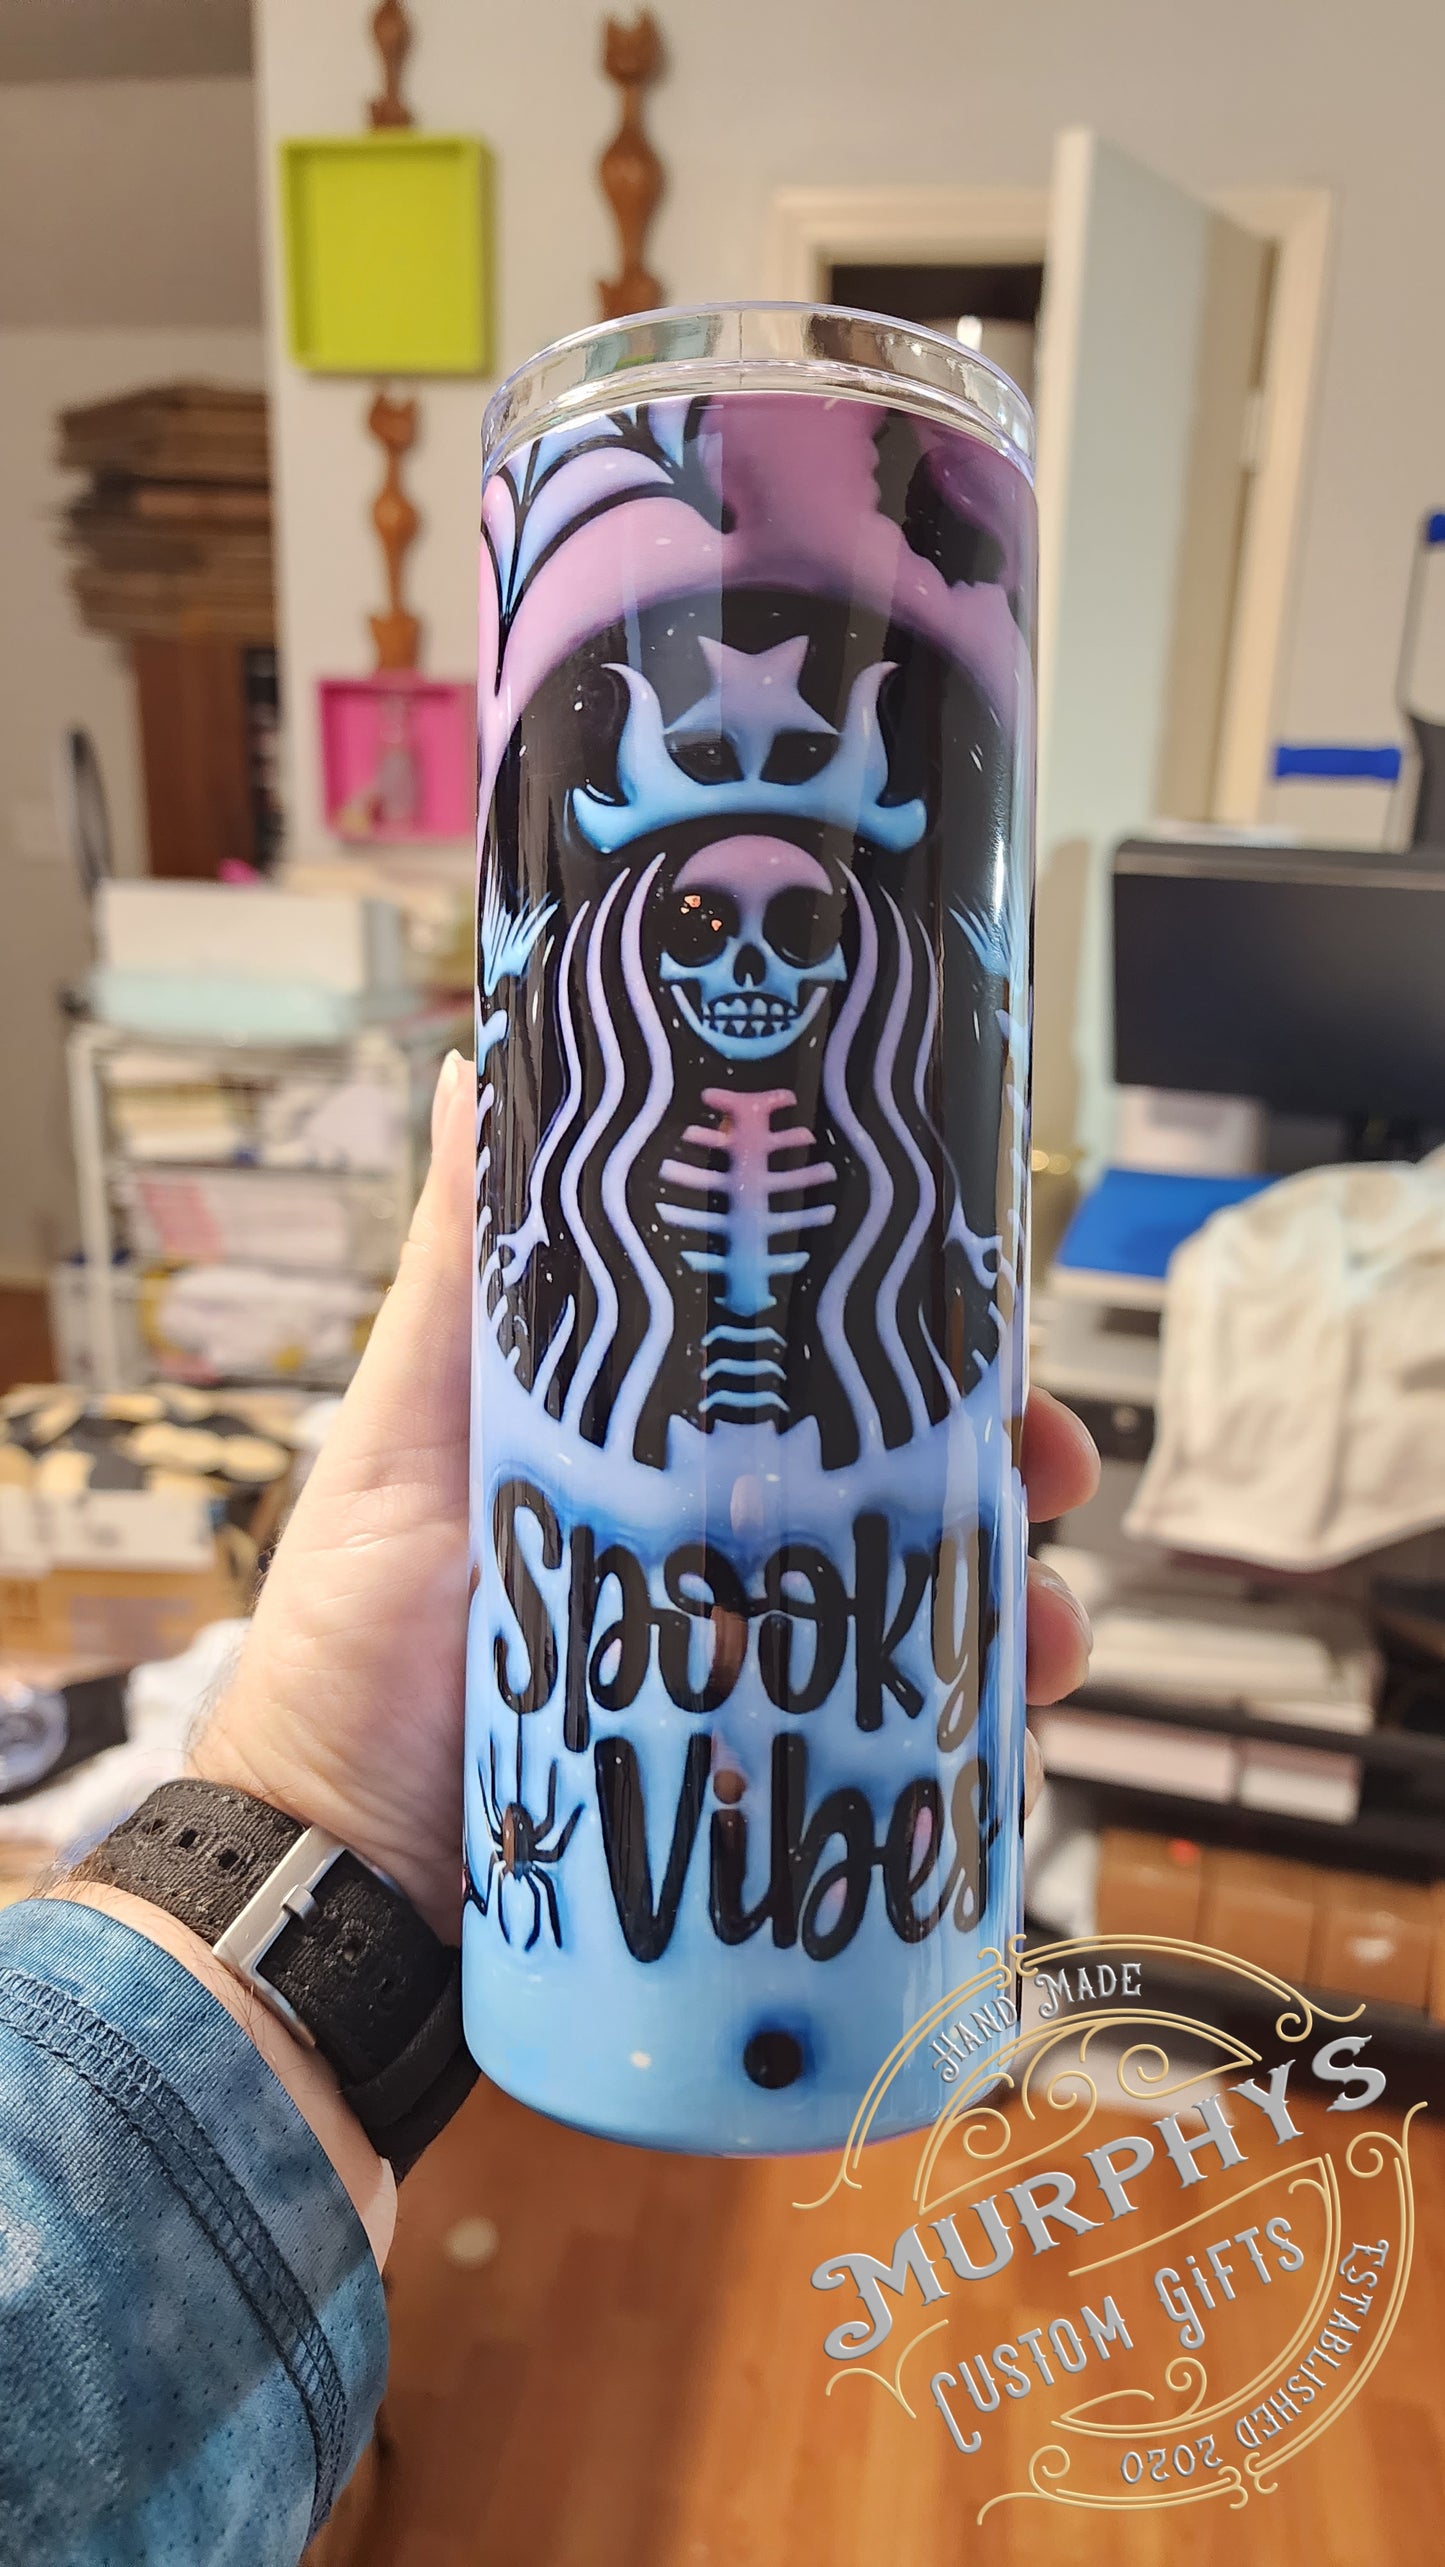 Spooky
Vibes
HAND MADE
MURPHYS
CUSTOM GIFTS
ESTABLISHED 2020